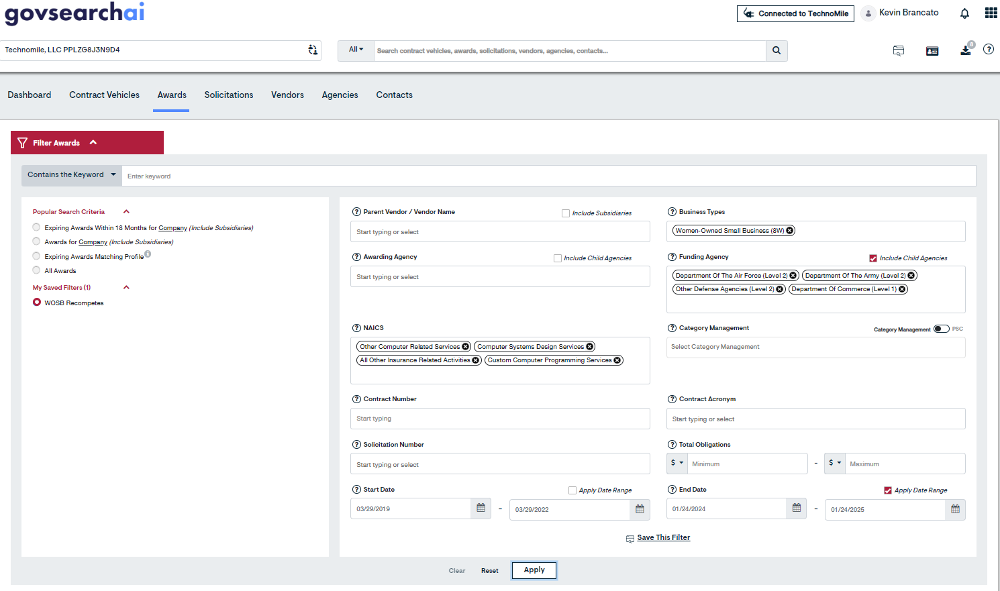 govsearchai
Connected to TechnoMile
Kevin Brancato
Technomile, LLC PPLZG8J3N9D4
All
Search contract vehicles, awards, solicitations, vendors, agencies, contacts...
8
?
Dashboard
Contract Vehicles
Awards
Solicitations
Vendors
Agencies
Contacts
Filter Awards
Contains the Keyword
Enter keyword
Popular Search Criteria
Expiring Awards Within 18 Months for Company (Include Subsidiaries)
Awards for Company (Include Subsidiaries)
Expiring Awards Matching Profile i
All Awards
My Saved Filters (1)
WOSB Recompetes
? Parent Vendor / Vendor Name
Include Subsidiaries
Start typing or select
? Business Types
Women-Owned Small Business (8W)
? Awarding Agency
Include Child Agencies
Start typing or select
? Funding Agency
Include Child Agencies
Department Of The Air Force (Level 2) Department Of The Army (Level 2)
Other Defense Agencies (Level 2) Department Of Commerce (Level 1)
? NAICS
Other Computer Related Services Computer Systems Design Services
All Other Insurance Related Activities Custom Computer Programming Services
? Category Management
Category Management PSC
Select Category Management
? Contract Number
Start typing
? Contract Acronym
Start typing or select
? Solicitation Number
Start typing or select
? Total Obligations
$ Minimum - $ Maximum
? Start Date
Apply Date Range
03/29/2019 - 03/29/2022
? End Date
Apply Date Range
01/24/2024 - 01/24/2025
Save This Filter
Clear
Reset
Apply